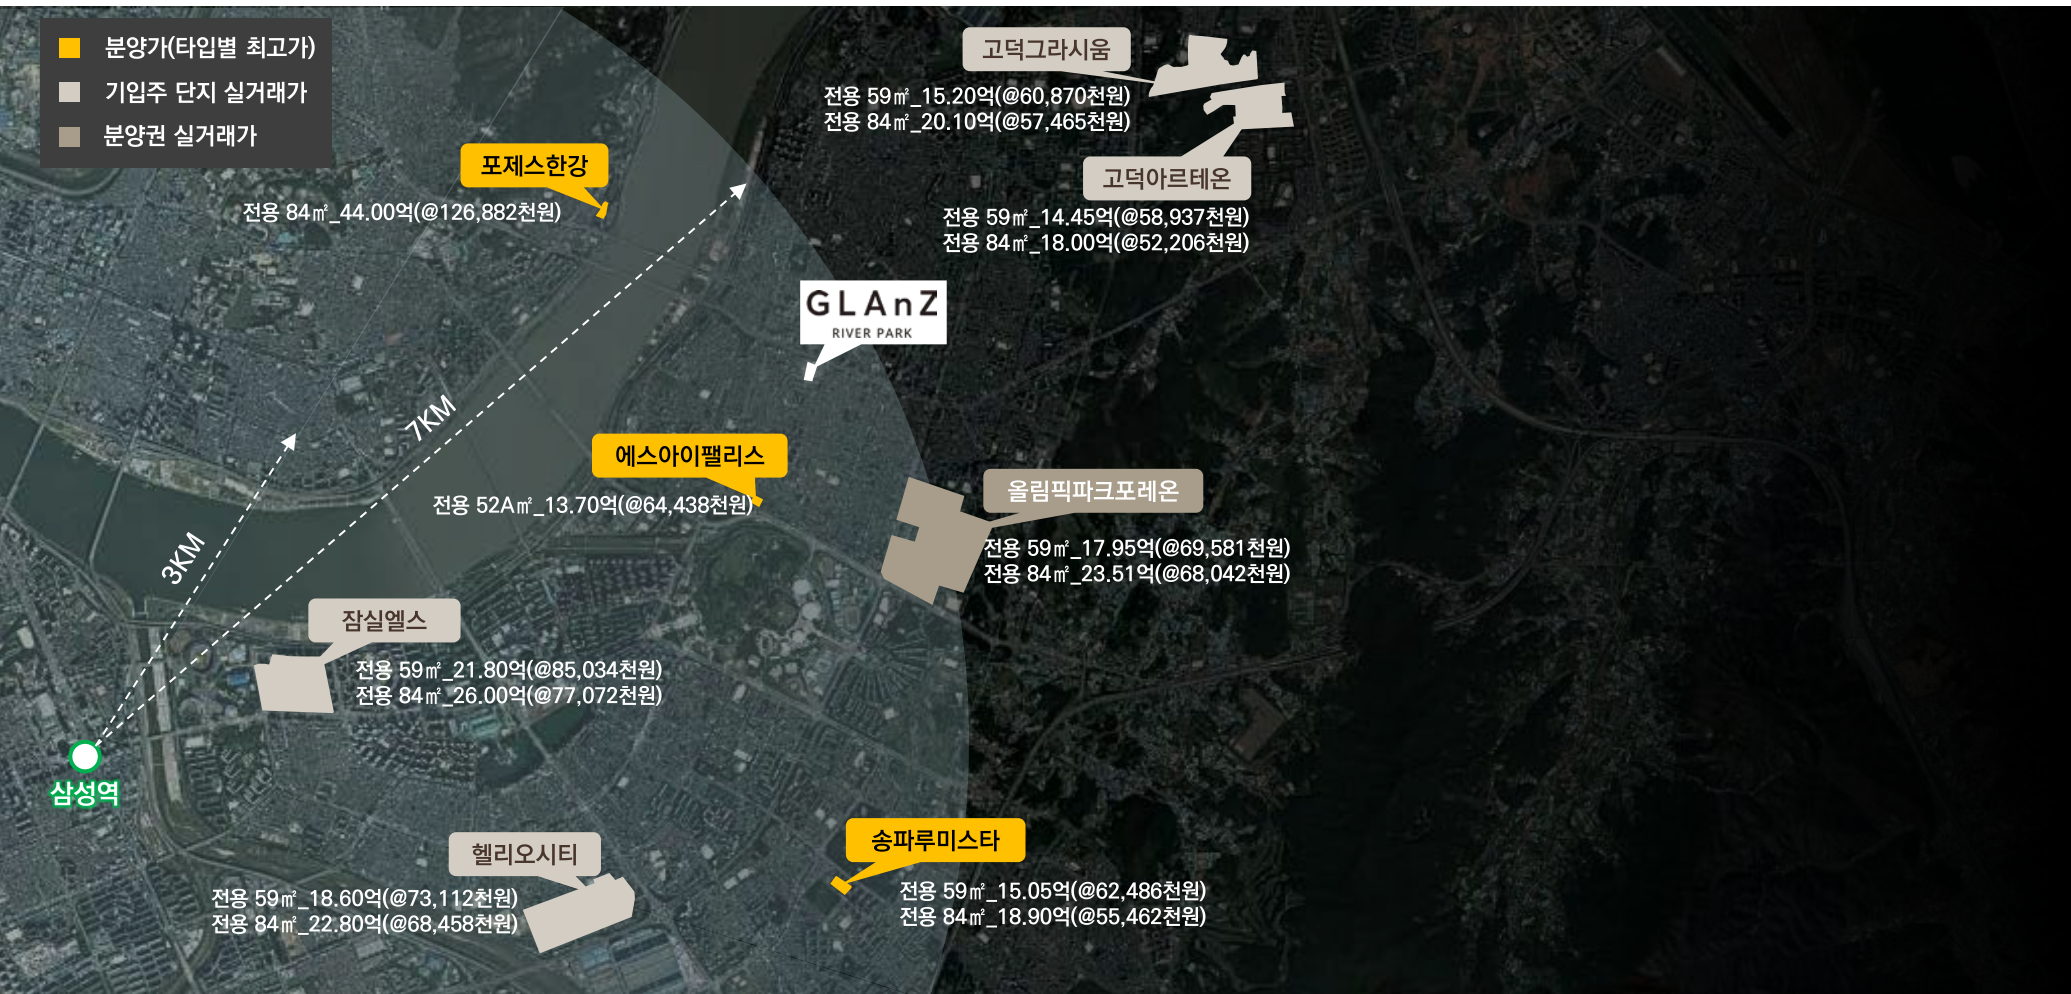 분양가(타입별 최고가)
기입주 단지 실거래가
분양권 실거래가
고덕그라시움
전용 59㎡_15.20억(@60,870천원)
전용 84㎡_20.10억(@57,465천원)
포제스한강
전용 84㎡_44.00억(@126,882천원)
고덕아르테온
전용 59㎡_14.45억(@58,937천원)
전용 84㎡_18.00억(@52,206천원)
GLAnZ
RIVER PARK
7KM
3KM
에스아이팰리스
전용 52A㎡_13.70억(@64,438천원)
올림픽파크포레온
전용 59㎡_17.95억(@69,581천원)
전용 84㎡_23.51억(@68,042천원)
잠실엘스
전용 59㎡_21.80억(@85,034천원)
전용 84㎡_26.00억(@77,072천원)
삼성역
헬리오시티
전용 59㎡_18.60억(@73,112천원)
전용 84㎡_22.80억(@68,458천원)
송파루미스타
전용 59㎡_15.05억(@62,486천원)
전용 84㎡_18.90억(@55,462천원)